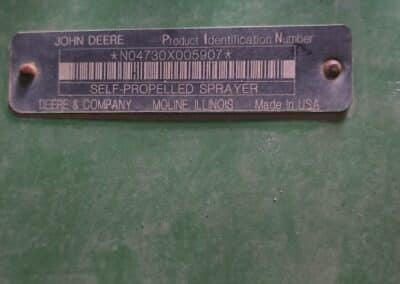 JOHN DEERE Product Identification Number
*N04730X005907*
SELF-PROPELLED SPRAYER
DEERE & COMPANY MOLINE ILLINOIS Made In USA